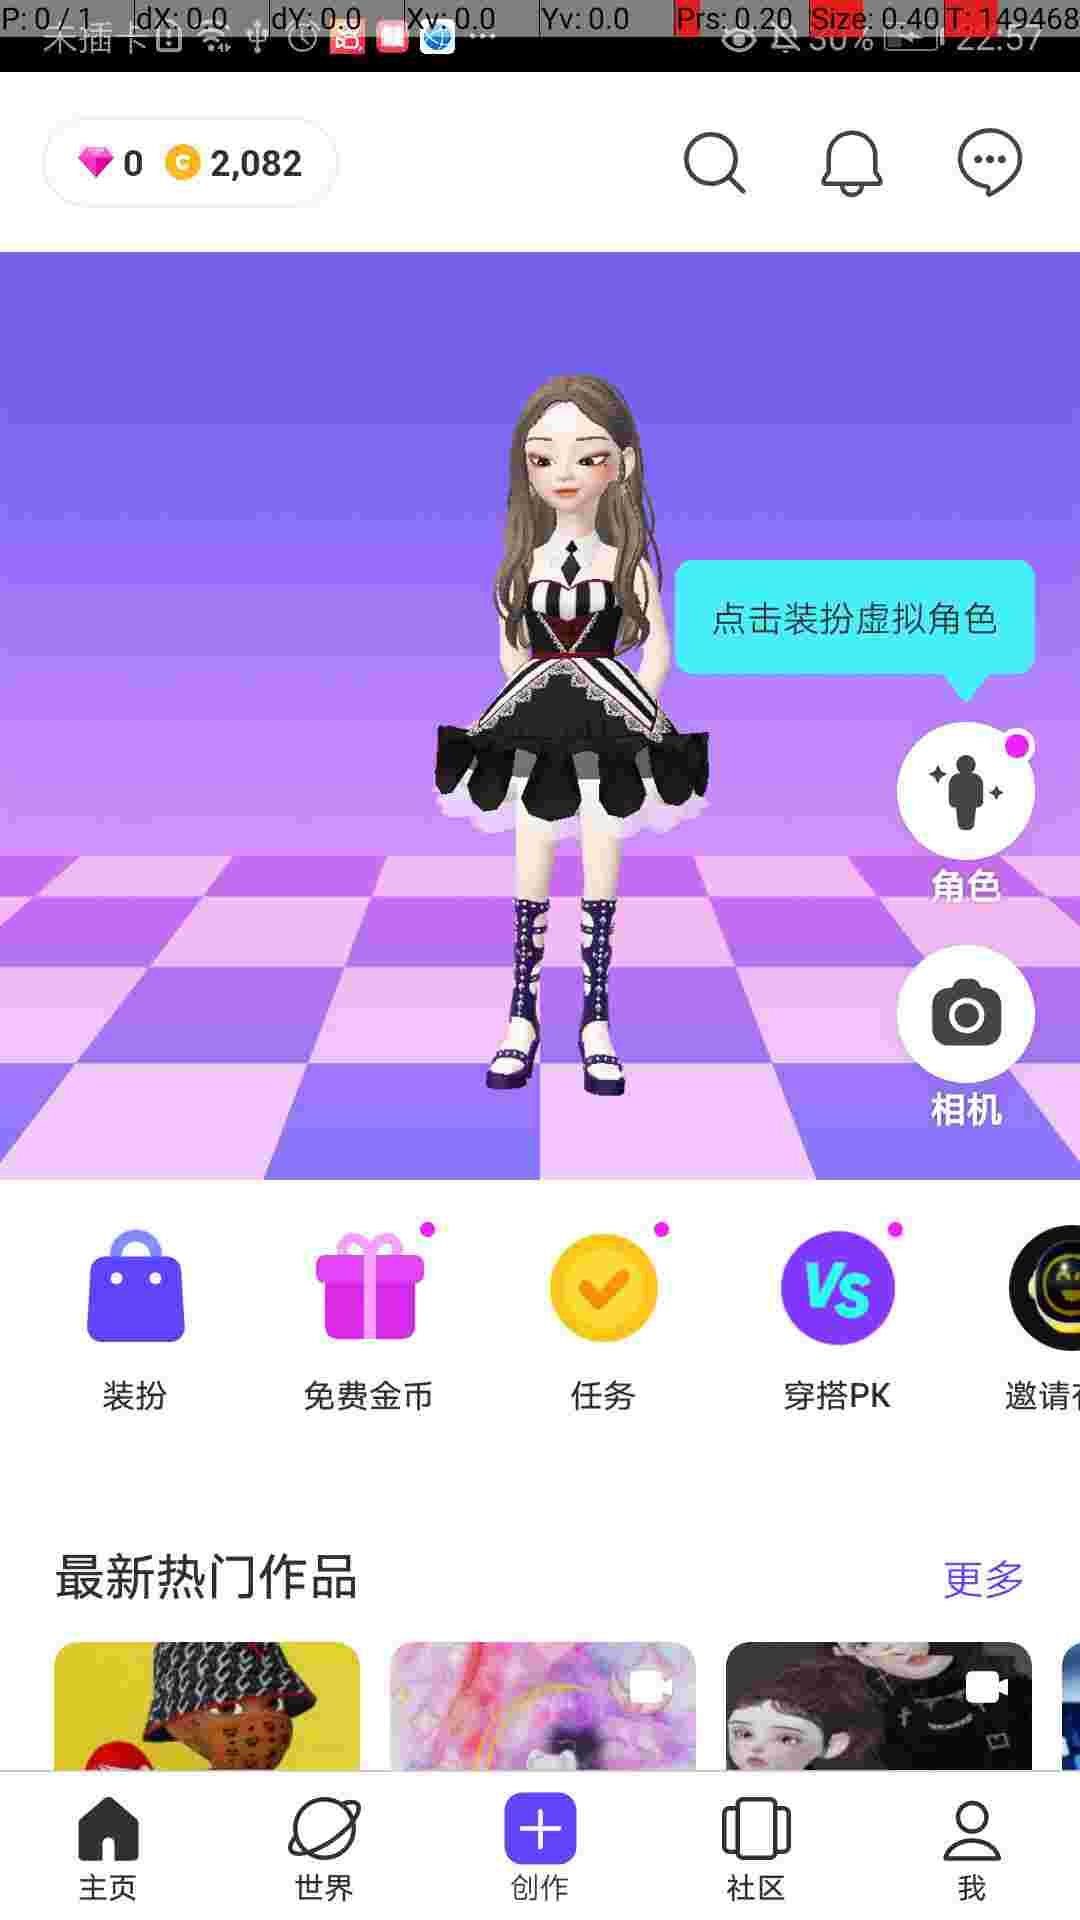 P: 0 / 1 dX: 0.0 dY: 0.0 Xv: 0.0 Yv: 0.0 Prs: 0.20 Size: 0.40 T: 149468
未插卡 30% 22:57
0 2,082
点击装扮虚拟角色
角色
相机
装扮 免费金币 任务 穿搭PK 邀请
最新热门作品 更多
主页 世界 创作 社区 我